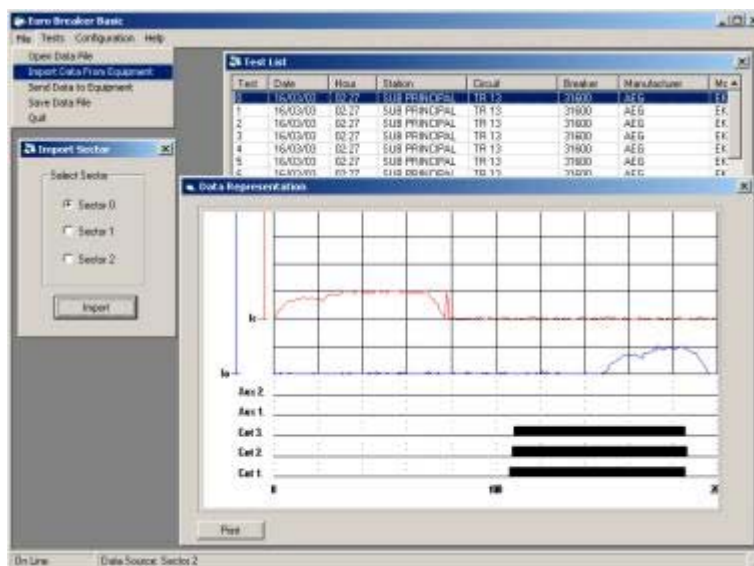 Euro Breaker Basic
File Tests Configuration Help
Open Data File
Import Data From Equipment
Send Data to Equipment
Save Data File
Quit
Test List
Test Date Hour Station Circuit Breaker Manufacturer
0 16/03/03 02:27 SUB PRINCIPAL TR 13 31600 AEG EK
1 16/03/03 02:27 SUB PRINCIPAL TR 13 31600 AEG EK
2 16/03/03 02:27 SUB PRINCIPAL TR 13 31600 AEG EK
3 16/03/03 02:27 SUB PRINCIPAL TR 13 31600 AEG EK
4 16/03/03 02:27 SUB PRINCIPAL TR 13 31600 AEG EK
5 16/03/03 02:27 SUB PRINCIPAL TR 13 31600 AEG EK
Import Sector
Select Sector
Sector 0
Sector 1
Sector 2
Import
Data Representation
Ic
Io
Aux 2
Aux 1
0 100
Print
On Line Data Source: Sector 2